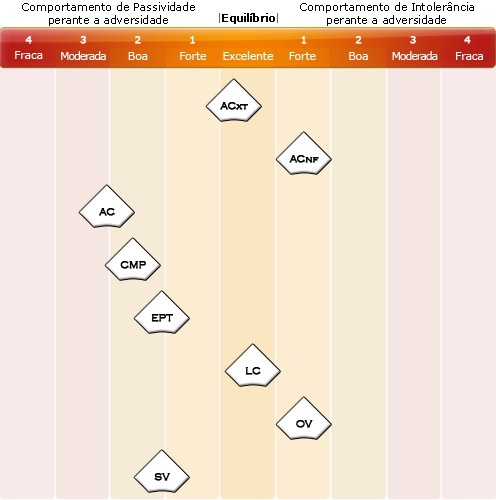 Comportamento de Passividade
perante a adversidade
|Equilíbrio|
Comportamento de Intolerância
perante a adversidade
4 3 2 1 1 2 3 4
Fraca Moderada Boa Forte Excelente Forte Boa Moderada Fraca
ACXT
ACNF
AC
CMP
EPT
LC
OV
SV